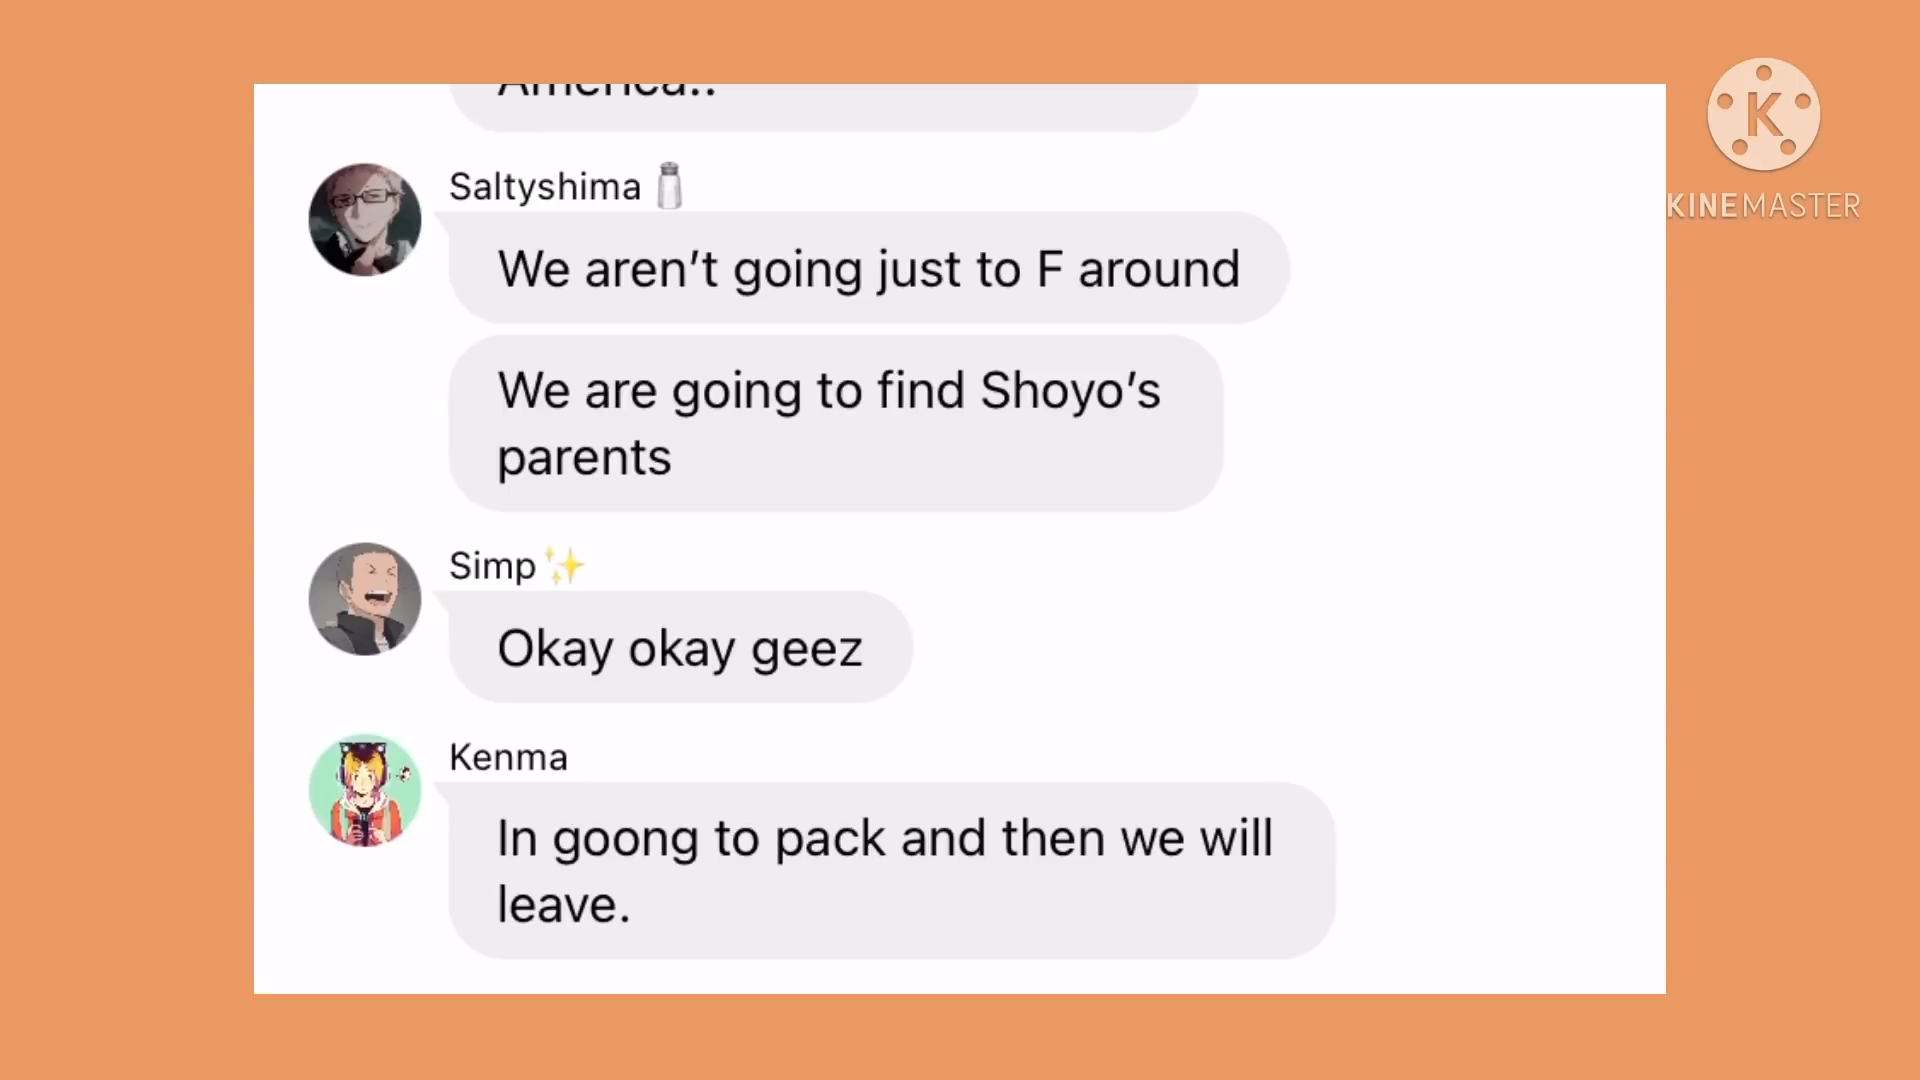 America..
Saltyshima
We aren’t going just to F around
We are going to find Shoyo’s
parents
Simp
Okay okay geez
Kenma
In goong to pack and then we will
leave.
K
KINEMASTER